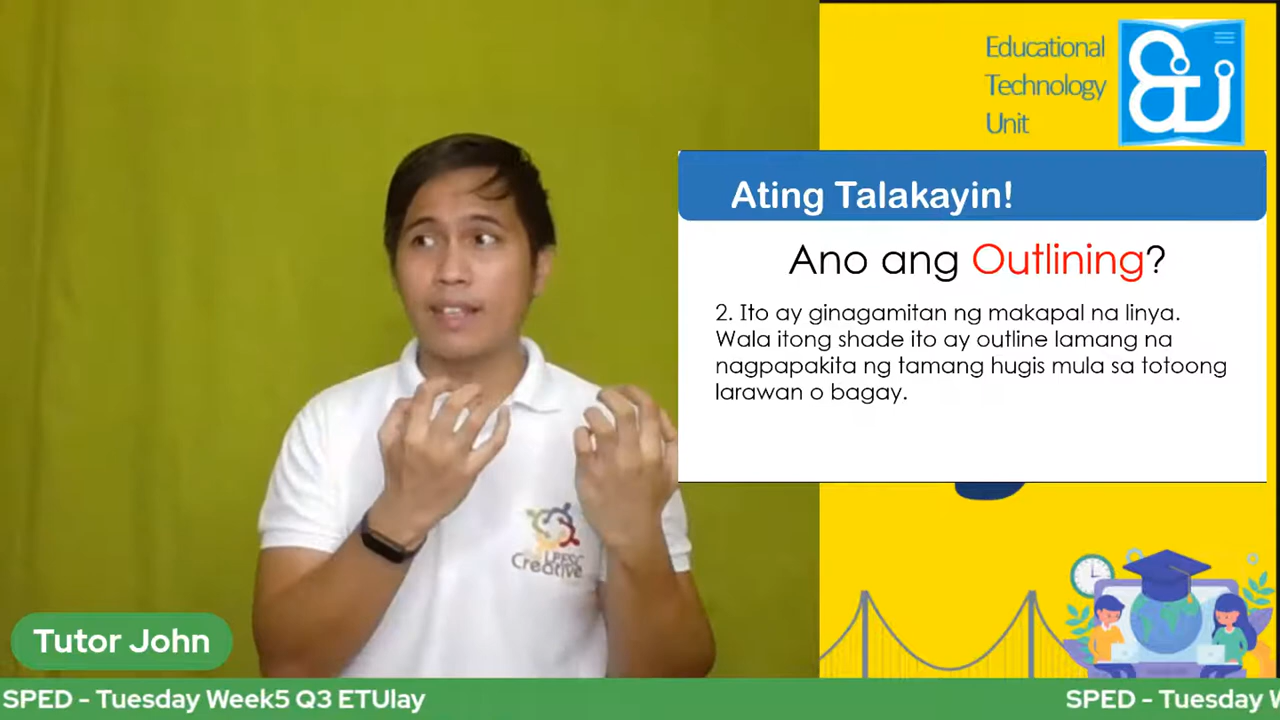 Educational
Technology
Unit
Ating Talakayin!
Ano ang Outlining?
2. Ito ay ginagamitan ng makapal na linya.
Wala itong shade ito ay outline lamang na
nagpapakita ng tamang hugis mula sa totoong
larawan o bagay.
Creative
Tutor John
SPED - Tuesday Week5 Q3 ETUlay
SPED - Tuesday W